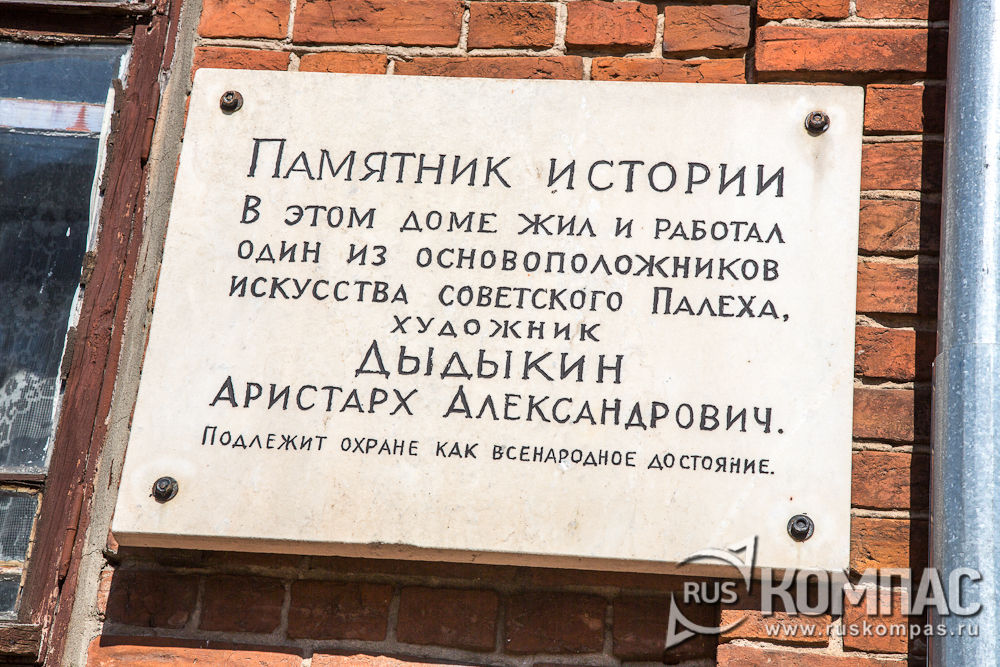 Памятник истории
В этом доме жил и работал
один из основоположников
искусства советского Палеха,
художник
Дыдыкин
Аристарх Александрович.
Подлежит охране как всенародное достояние.
RUS КОМПАС
www.ruskompas.ru